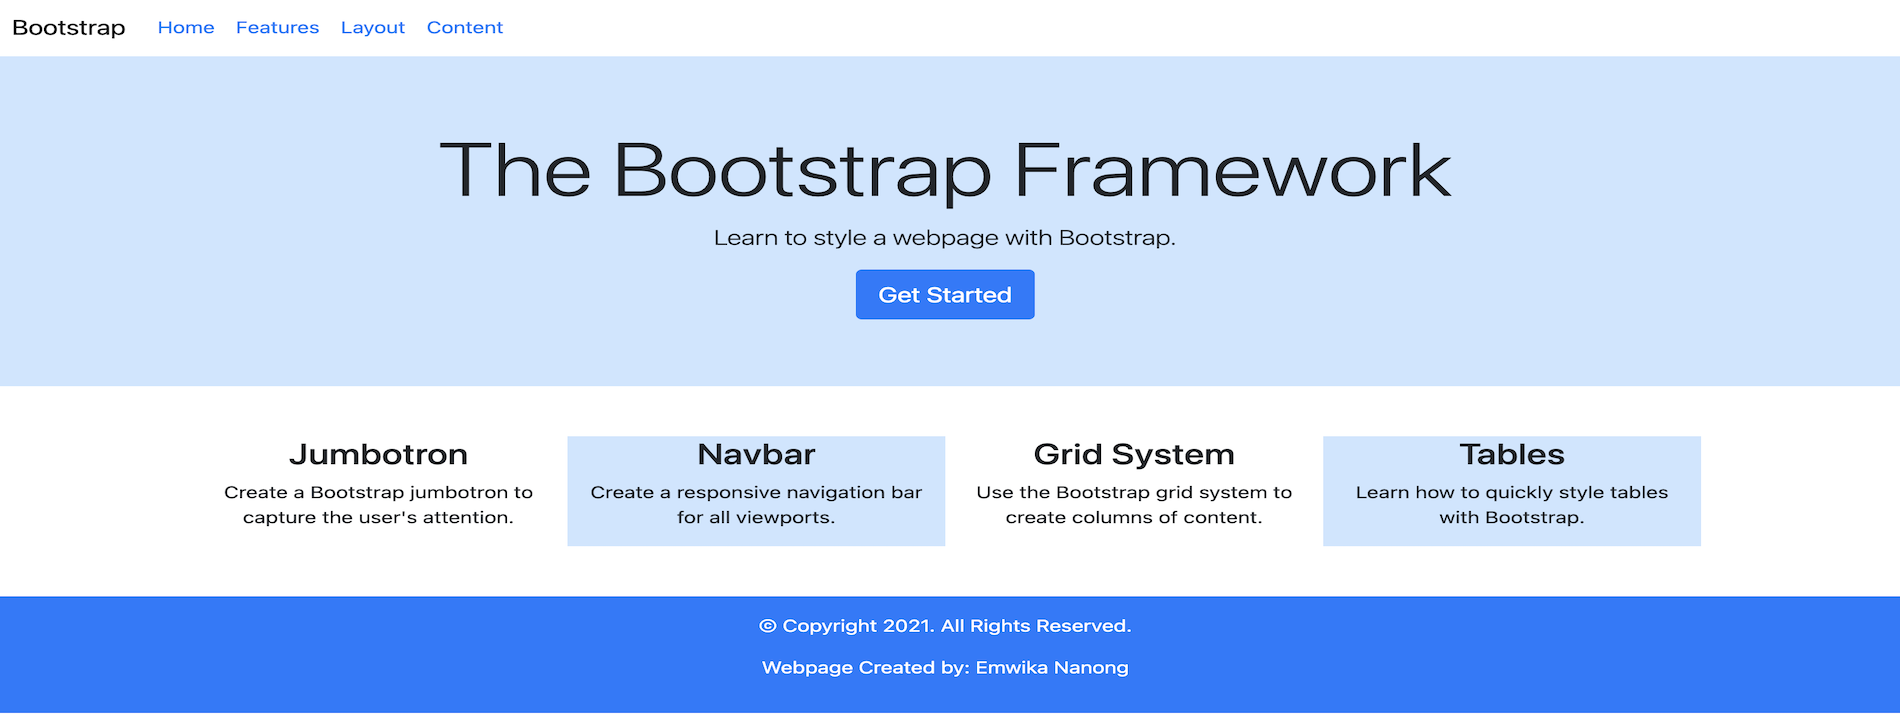 Bootstrap Home Features Layout Content
The Bootstrap Framework
Learn to style a webpage with Bootstrap.
Get Started
Jumbotron
Create a Bootstrap jumbotron to
capture the user's attention.
Navbar
Create a responsive navigation bar
for all viewports.
Grid System
Use the Bootstrap grid system to
create columns of content.
Tables
Learn how to quickly style tables
with Bootstrap.
© Copyright 2021. All Rights Reserved.
Webpage Created by: Emwika Nanong